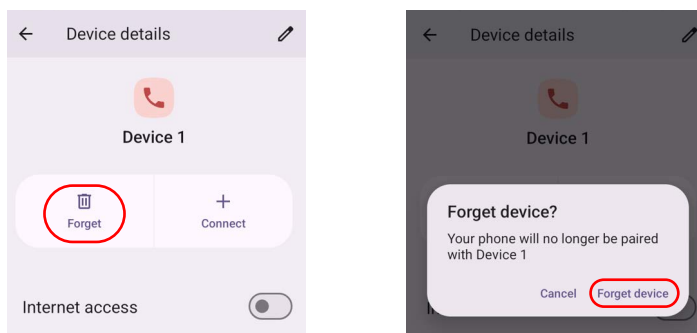 Device details
Device 1
Forget
Connect
Internet access
Device details
Device 1
Forget device?
Your phone will no longer be paired
with Device 1
Cancel
Forget device